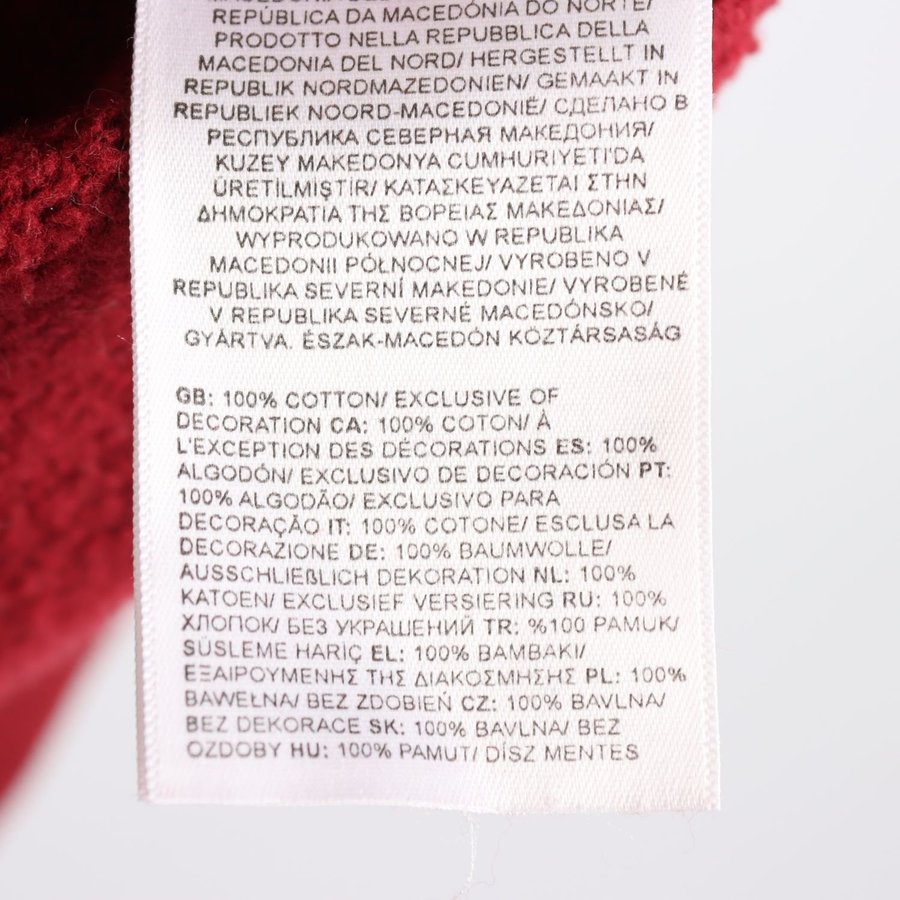 REPÚBLICA DA MACEDÓNIA DO NORTE/
PRODOTTO NELLA REPUBBLICA DELLA
MACEDONIA DEL NORD/ HERGESTELLT IN
REPUBLIK NORDMAZEDONIEN/ GEMAAKT IN
REPUBLIEK NOORD-MACEDONIË/ СДЕЛАНО В
РЕСПУБЛИКА СЕВЕРНАЯ МАКЕДОНИЯ/
KUZEY MAKEDONYA CUMHURIYETI'DA
ÜRETİLMİŞTİR/ ΚΑΤΑΣΚΕΥΑΖΕΤΑΙ ΣΤΗΝ
ΔΗΜΟΚΡΑΤΙΑ ΤΗΣ ΒΟΡΕΙΑΣ ΜΑΚΕΔΟΝΙΑΣ/
WYPRODUKOWANO W REPUBLIKA
MACEDONII PÓŁNOCNEJ/ VYROBENO V
REPUBLIKA SEVERNÍ MAKEDONIE/ VYROBENÉ
V REPUBLIKA SEVERNÉ MACEDÓNSKO/
GYÁRTVA. ÉSZAK-MACEDÓN KÖZTÁRSASÁG
GB: 100% COTTON/ EXCLUSIVE OF
DECORATION CA: 100% COTON/ À
L'EXCEPTION DES DÉCORATIONS ES: 100%
ALGODÓN/ EXCLUSIVO DE DECORACIÓN PT:
100% ALGODÃO/ EXCLUSIVO PARA
DECORAÇÃO IT: 100% COTONE/ ESCLUSA LA
DECORAZIONE DE: 100% BAUMWOLLE/
AUSSCHLIEßLICH DEKORATION NL: 100%
KATOEN/ EXCLUSIEF VERSIERING RU: 100%
ХЛОПОК/ БЕЗ УКРАШЕНИЙ TR: %100 PAMUK/
SÜSLEME HARIÇ EL: 100% ΒΑΜΒΑΚΙ/
ΕΞΑΙΡΟΥΜΕΝΗΣ ΤΗΣ ΔΙΑΚΟΣΜΗΣΗΣ PL: 100%
BAWEŁNA/ BEZ ZDOBIEŃ CZ: 100% BAVLNA/
BEZ DEKORACE SK: 100% BAVLNA/ BEZ
OZDOBY HU: 100% PAMUT/ DÍSZ MENTES